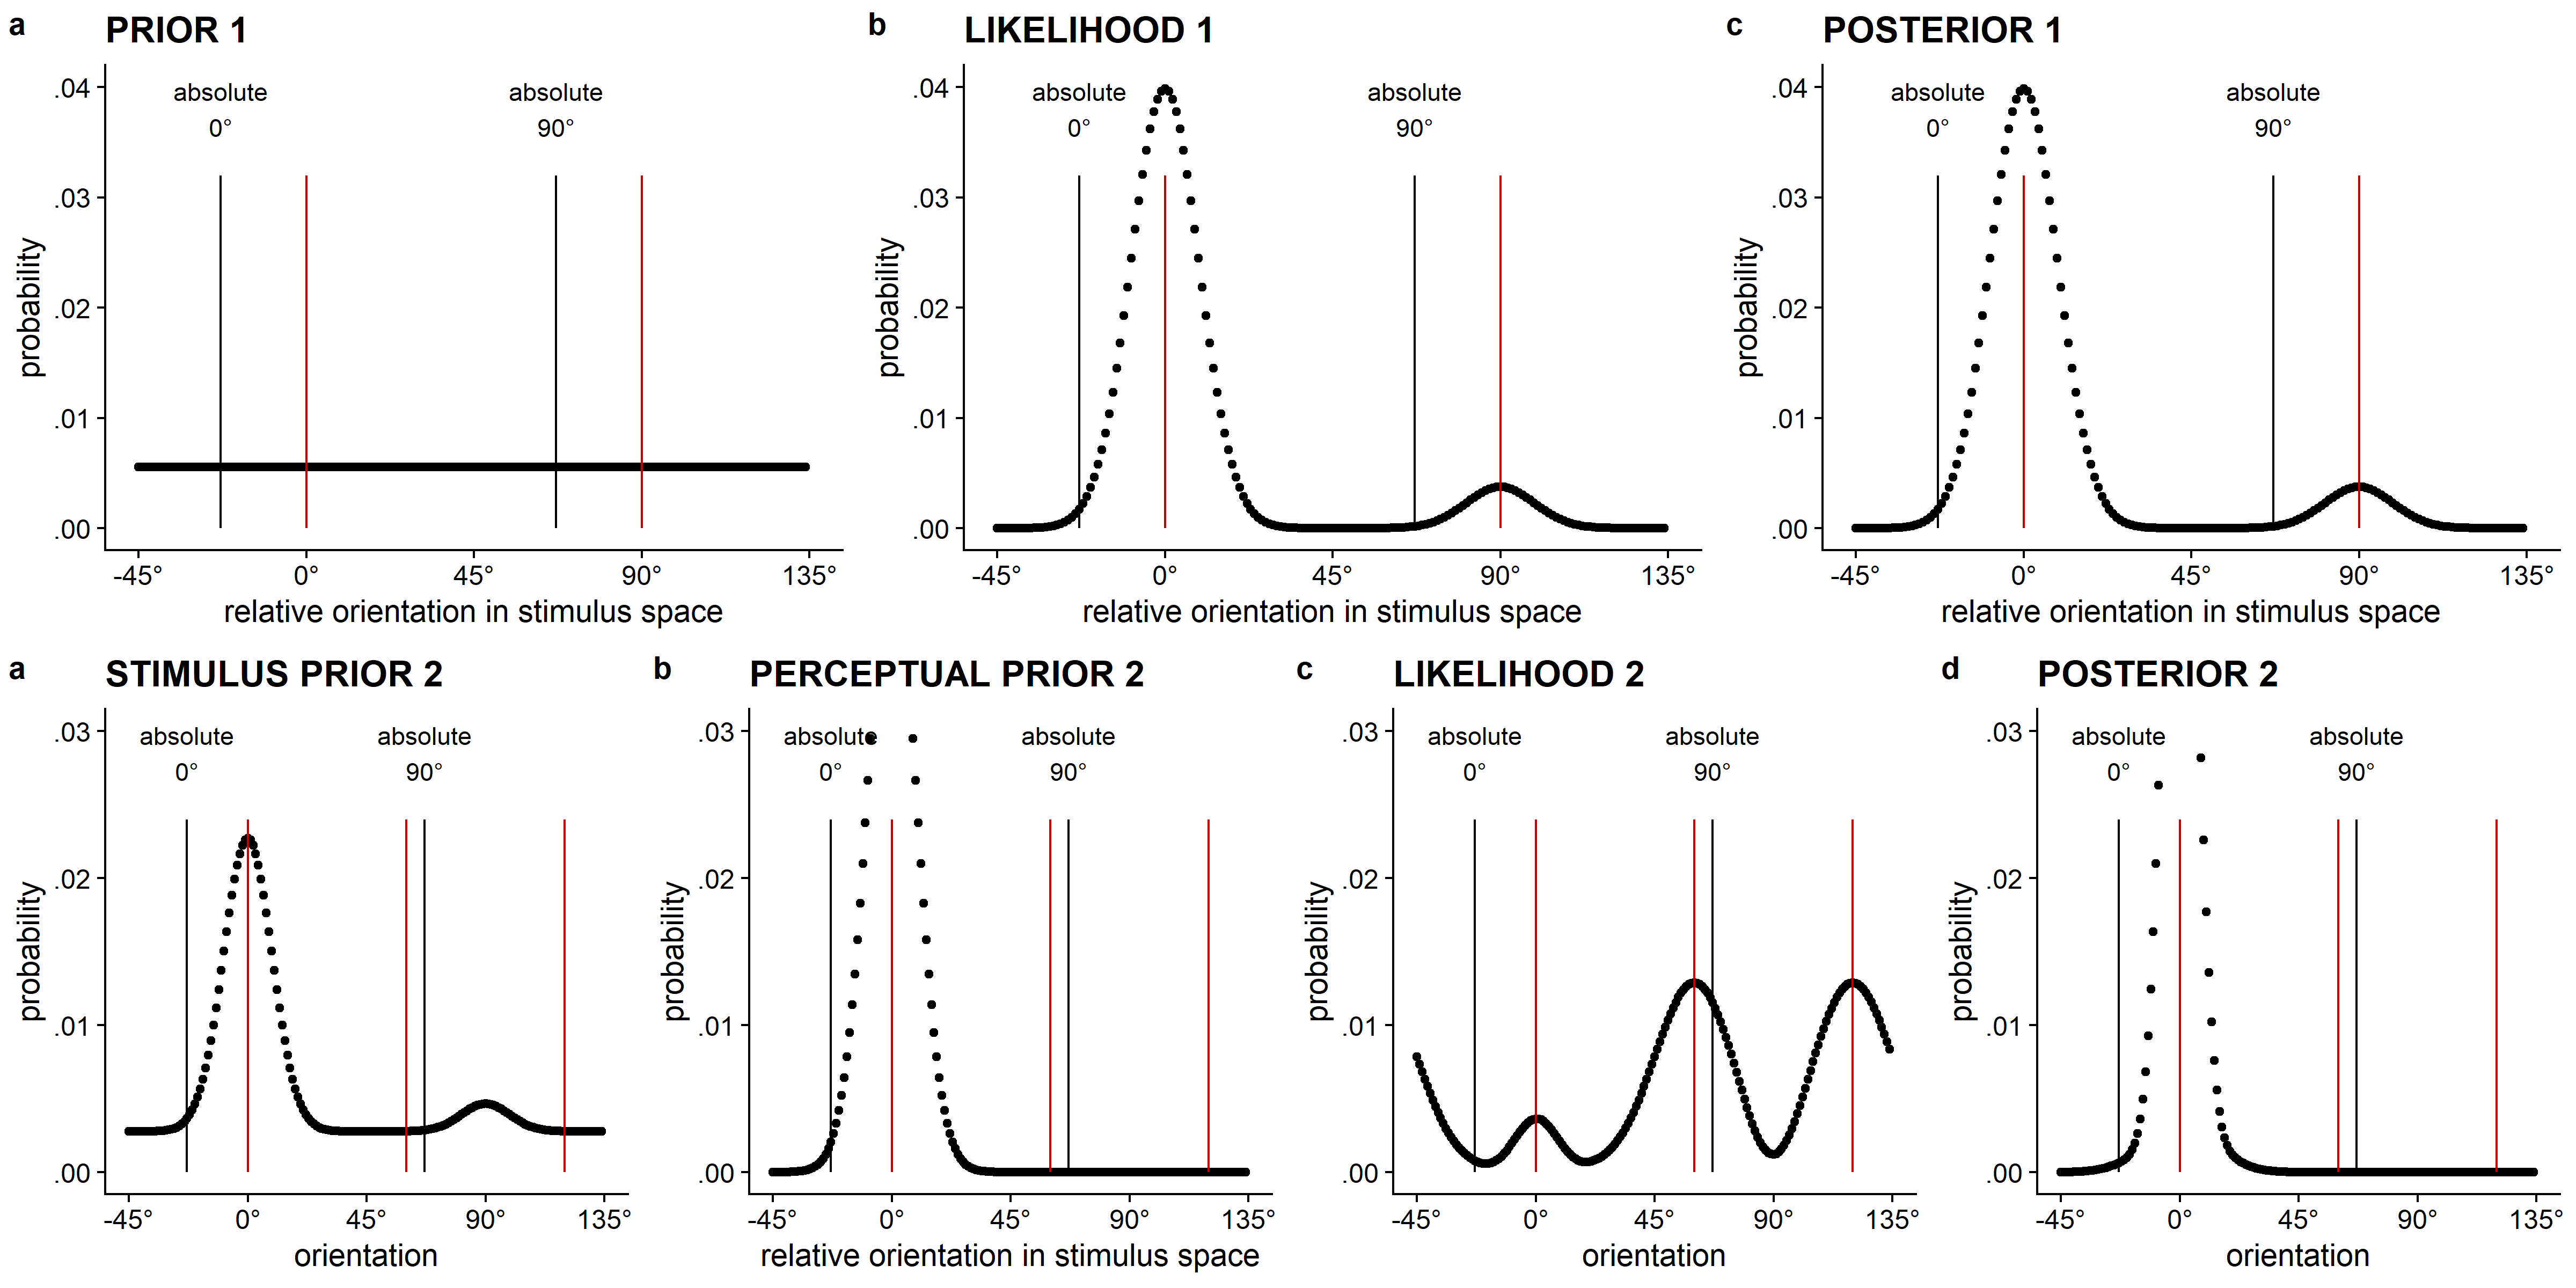 a PRIOR 1
absolute absolute
0° 90°
.04
.03
.02
.01
.00
probability
-45° 0° 45° 90° 135°
relative orientation in stimulus space
b LIKELIHOOD 1
absolute absolute
0° 90°
.04
.03
.02
.01
.00
probability
-45° 0° 45° 90° 135°
relative orientation in stimulus space
c POSTERIOR 1
absolute absolute
0° 90°
.04
.03
.02
.01
.00
probability
-45° 0° 45° 90° 135°
relative orientation in stimulus space
a STIMULUS PRIOR 2
absolute absolute
0° 90°
.03
.02
.01
.00
probability
-45° 0° 45° 90° 135°
orientation
b PERCEPTUAL PRIOR 2
absolute absolute
0° 90°
.03
.02
.01
.00
probability
-45° 0° 45° 90° 135°
relative orientation in stimulus space
c LIKELIHOOD 2
absolute absolute
0° 90°
.03
.02
.01
.00
probability
-45° 0° 45° 90° 135°
orientation
d POSTERIOR 2
absolute absolute
0° 90°
.03
.02
.01
.00
probability
-45° 0° 45° 90° 135°
orientation